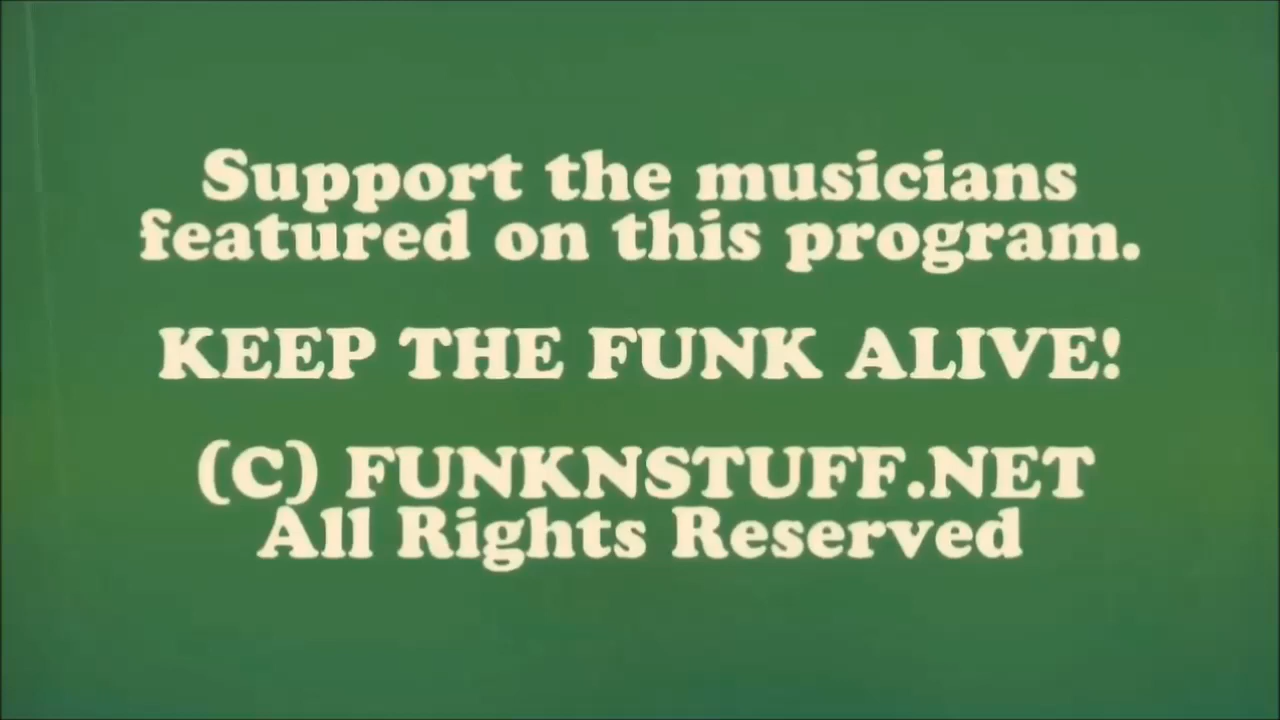 Support the musicians
featured on this program.
KEEP THE FUNK ALIVE!
(C) FUNKNSTUFF.NET
All Rights Reserved